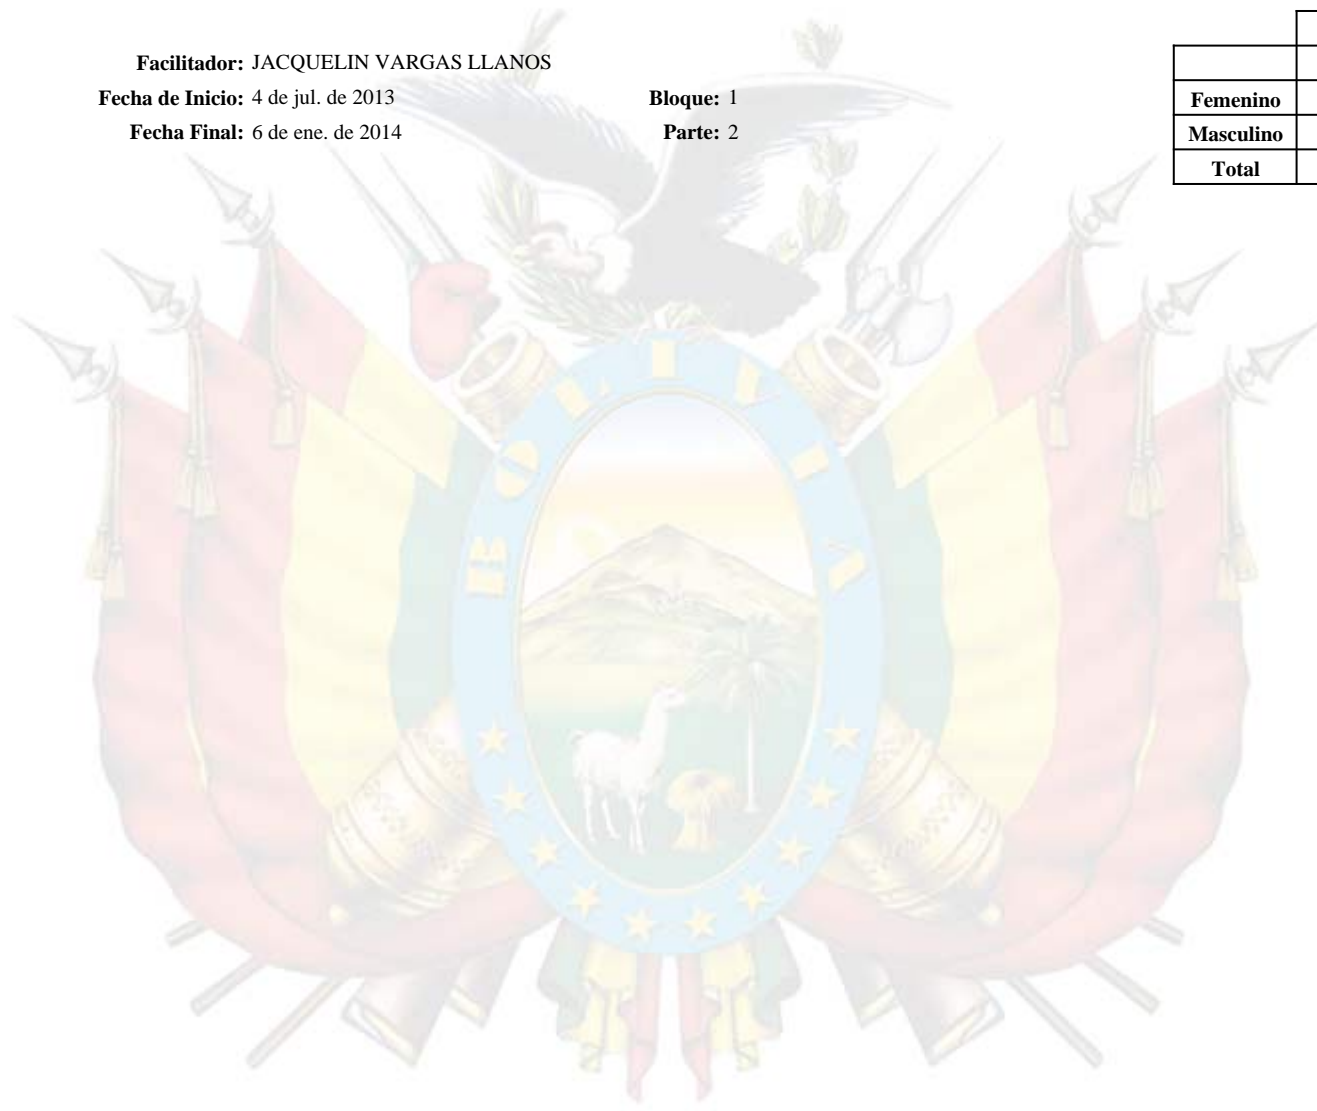 Facilitador: JACQUELIN VARGAS LLANOS
Fecha de Inicio: 4 de jul. de 2013 Bloque: 1
Fecha Final: 6 de ene. de 2014 Parte: 2
Femenino
Masculino
Total
BOLIVIA